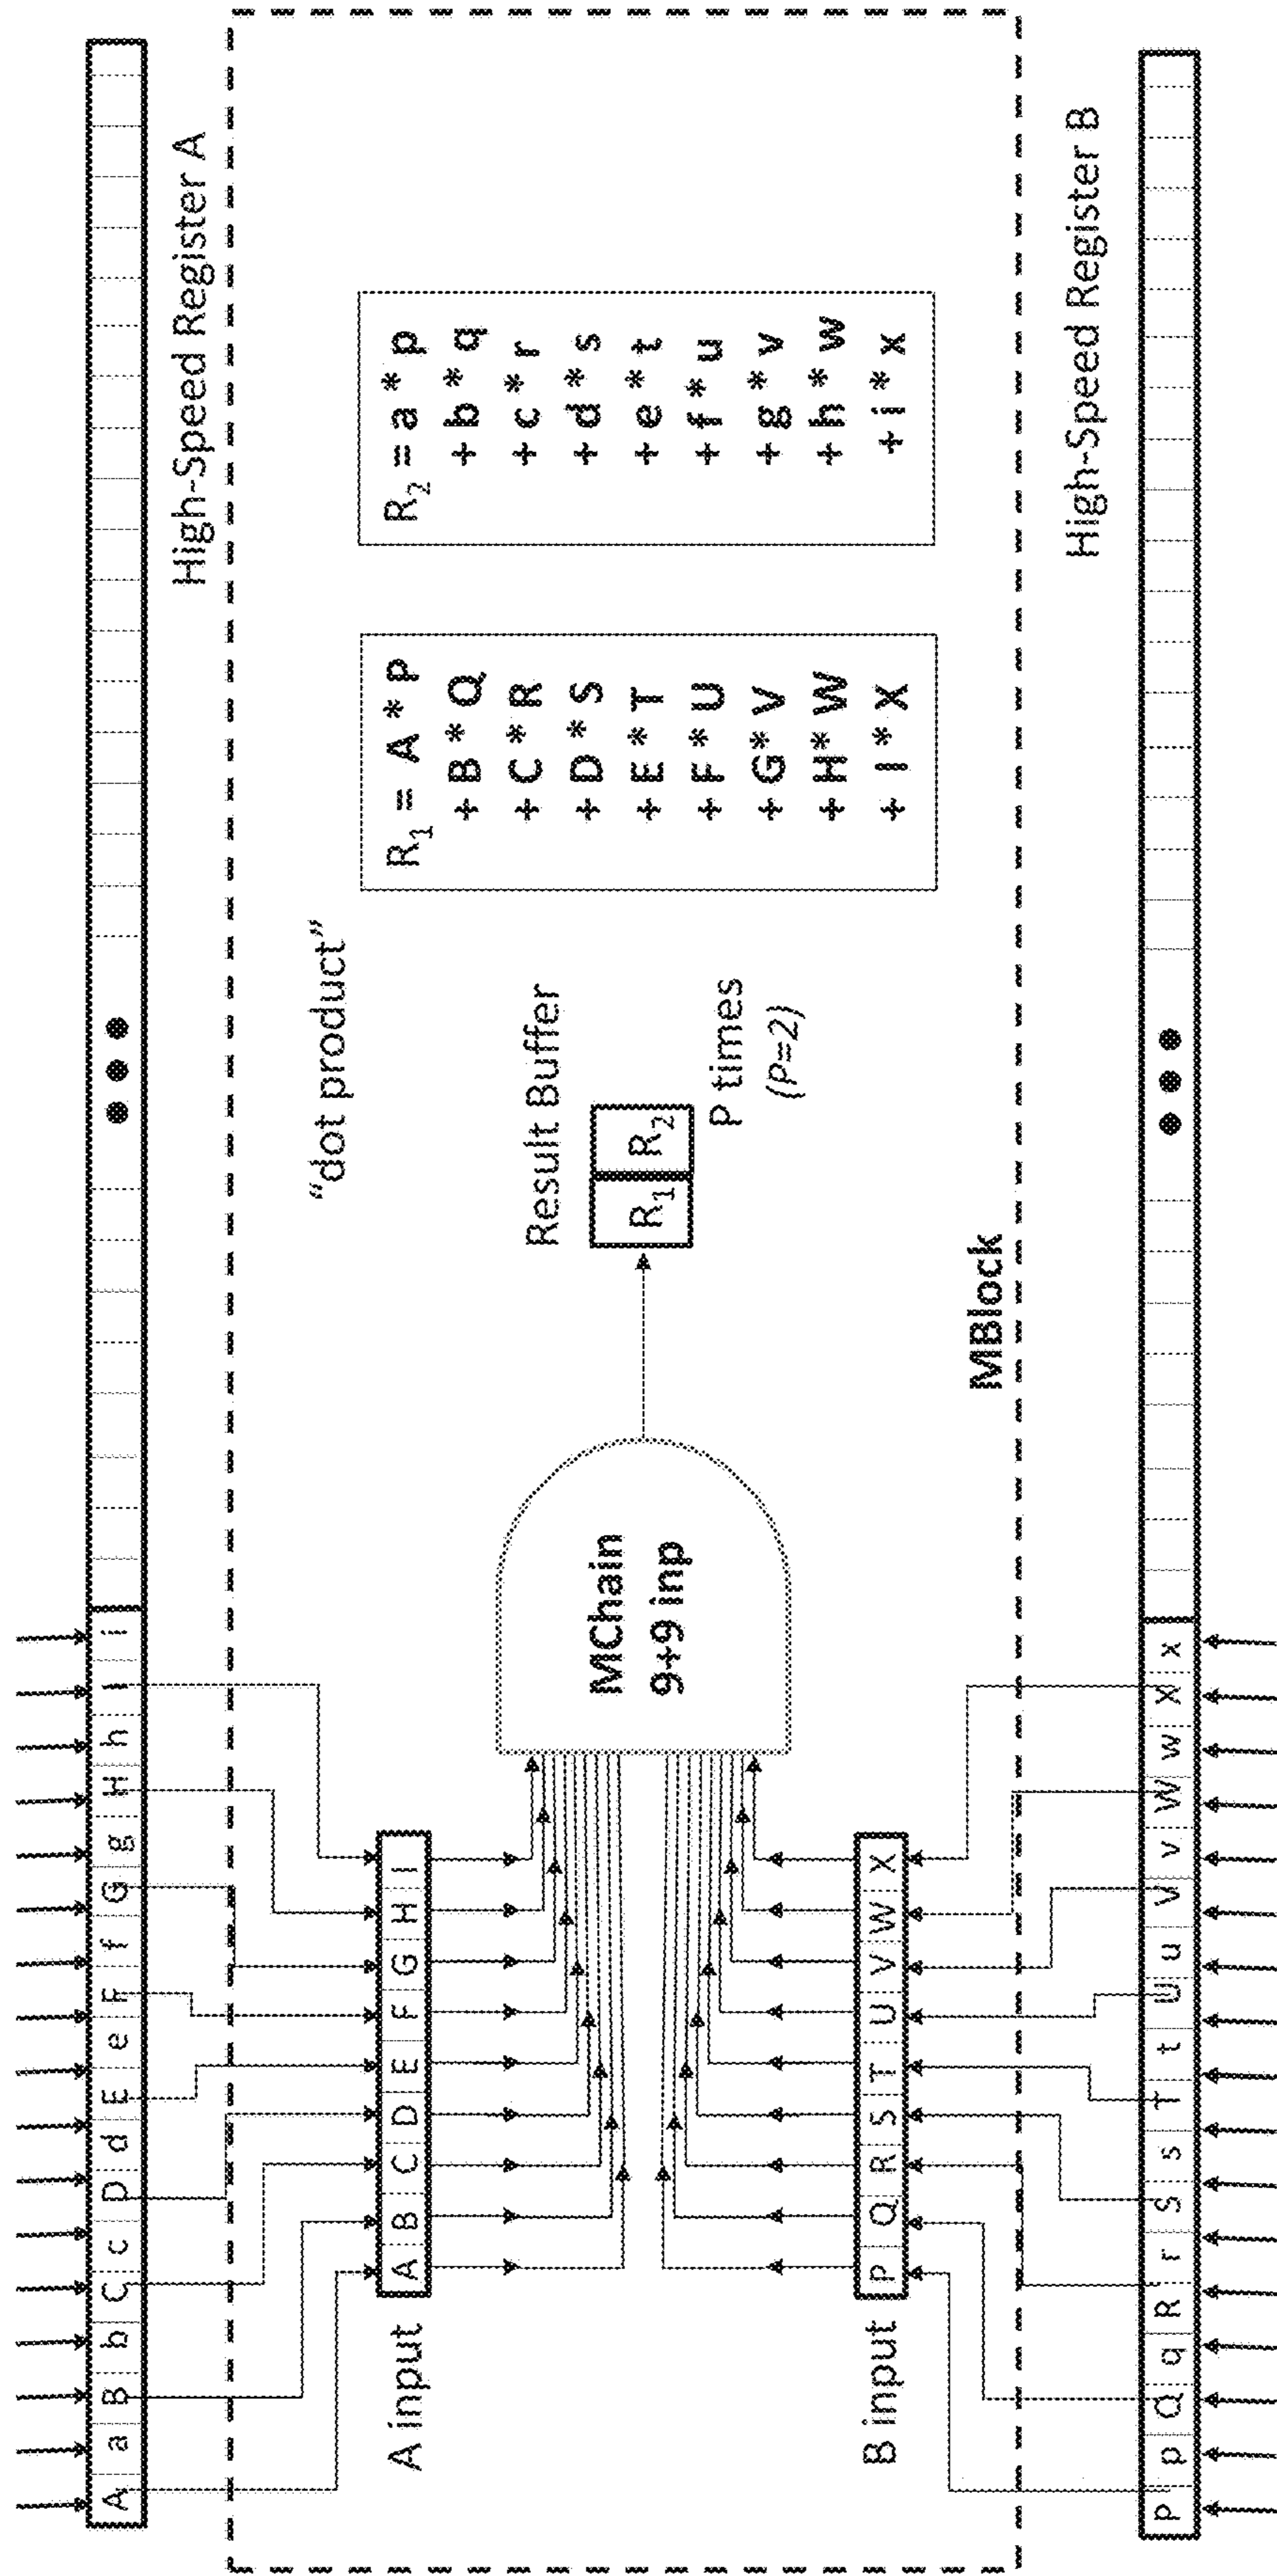 A a B b C c D d E e F f G g H h I i
High-Speed Register A
"dot product"
A input
A B C D E F G H I
MChain
9+9 inp
Result Buffer
R₁ R₂
P times
(P=2)
R₁ = A * P
+ B * Q
+ C * R
+ D * S
+ E * T
+ F * U
+ G * V
+ H * W
+ I * X
R₂ = a * p
+ b * q
+ c * r
+ d * s
+ e * t
+ f * u
+ g * v
+ h * w
+ i * x
B input
P Q R S T U V W X
MBlock
High-Speed Register B
P p Q q R r S s T t U u V v W w X x